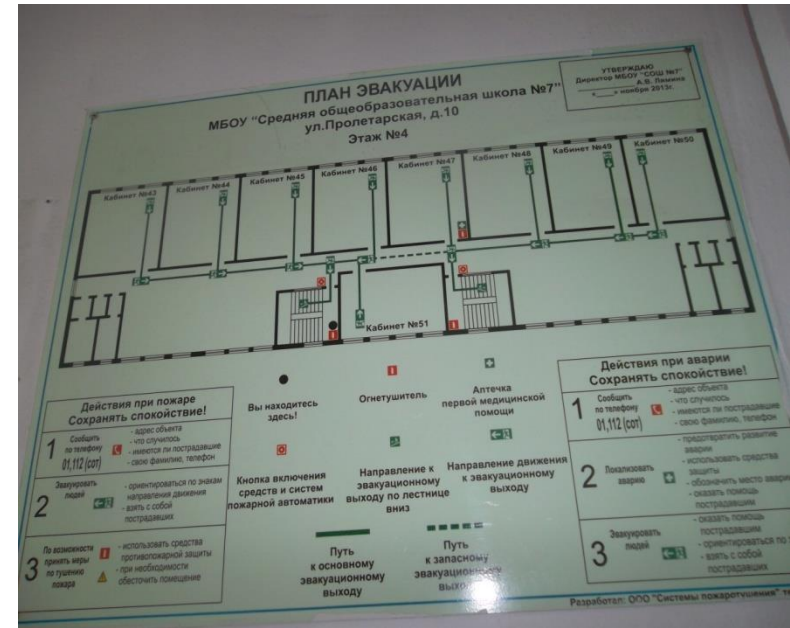 ПЛАН ЭВАКУАЦИИ
МБОУ "Средняя общеобразовательная школа №7"
ул.Пролетарская, д.10
Этаж №4
УТВЕРЖДАЮ
Директор МБОУ "СОШ №7"
А.В. Лямина
«____» ноября 2013г.
Кабинет №43
Кабинет №44
Кабинет №45
Кабинет №46
Кабинет №47
Кабинет №48
Кабинет №49
Кабинет №50
Кабинет №51
Действия при пожаре
Сохранять спокойствие!
1
Сообщить
по телефону
01,112 (сот)
- адрес объекта
- что случилось
- имеются ли пострадавшие
- свою фамилию, телефон
2
Эвакуировать
людей
- ориентироваться по знакам
направления движения
- взять с собой
пострадавших
3
По возможности
принять меры
по тушению
пожара
- использовать средства
противопожарной защиты
- при необходимости
обесточить помещение
Вы находитесь
здесь!
Огнетушитель
Аптечка
первой медицинской
помощи
Кнопка включения
средств и систем
пожарной автоматики
Направление к
эвакуационному
выходу по лестнице
вниз
Направление движения
к эвакуационному
выходу
Путь
к основному
эвакуационному
выходу
Путь
к запасному
эвакуационному
выходу
Действия при аварии
Сохранять спокойствие!
1
Сообщить
по телефону
01,112 (сот)
- адрес объекта
- что случилось
- имеются ли пострадавшие
- свою фамилию, телефон
2
Локализовать
аварию
- предотвратить развитие
аварии
- использовать средства
защиты
- обозначить место аварии
- оказать помощь
пострадавшим
3
Эвакуировать
людей
- оказать помощь
пострадавшим
- ориентироваться по
- взять с собой
пострадавших
Разработал: ООО "Системы пожаротушения"